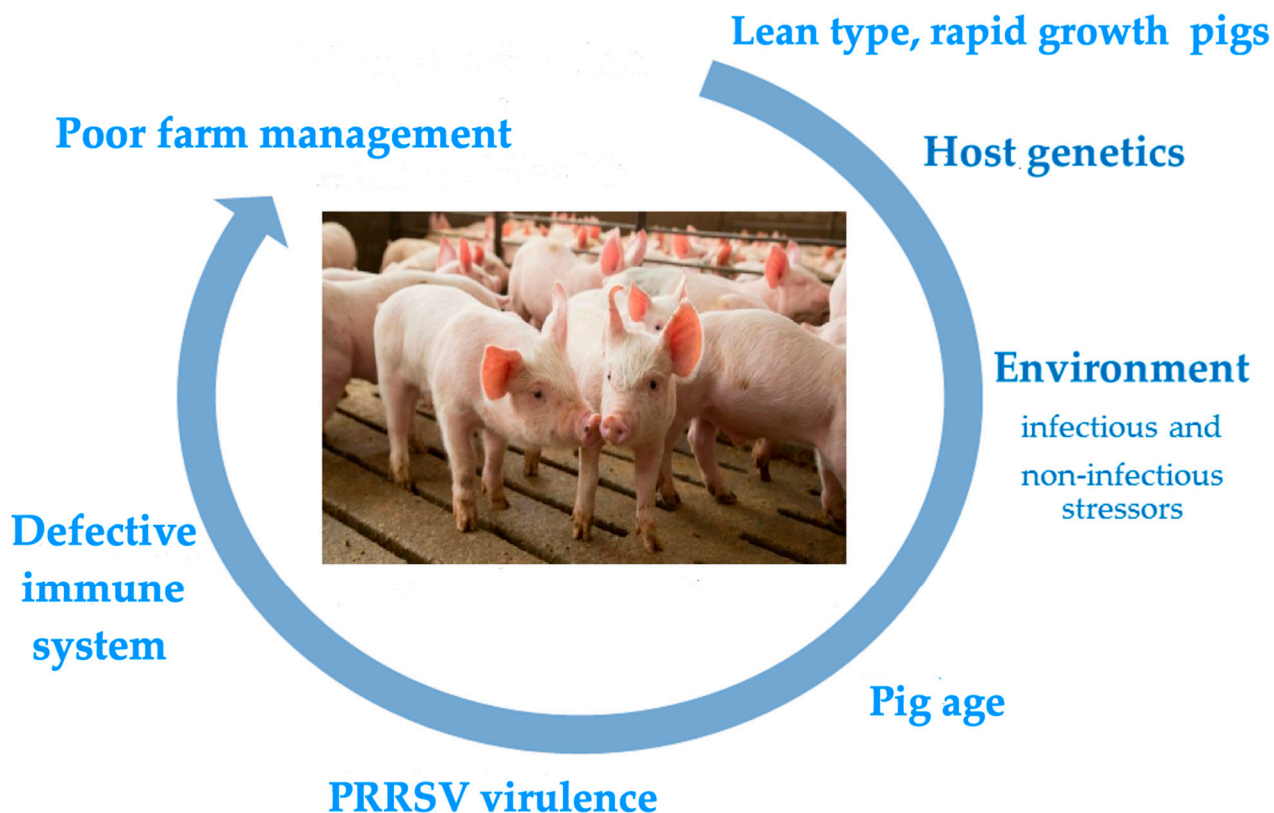 Lean type, rapid growth pigs
Poor farm management
Host genetics
Environment
infectious and
non-infectious
stressors
Defective
immune
system
Pig age
PRRSV virulence